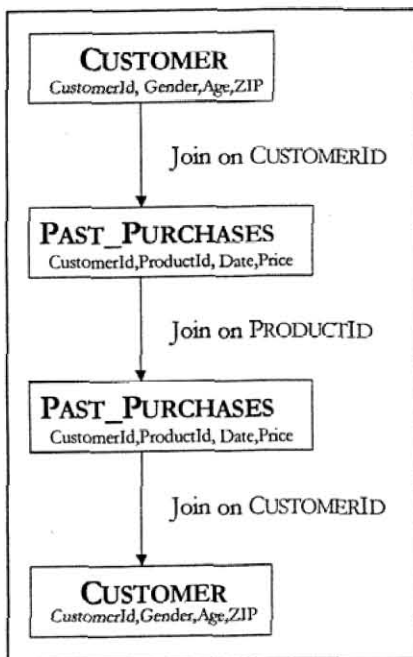 CUSTOMER
CustomerId, Gender,Age,ZIP
Join on CUSTOMERID
PAST_PURCHASES
CustomerId,ProductId, Date,Price
Join on PRODUCTID
PAST_PURCHASES
CustomerId,ProductId, Date,Price
Join on CUSTOMERID
CUSTOMER
CustomerId,Gender,Age,ZIP